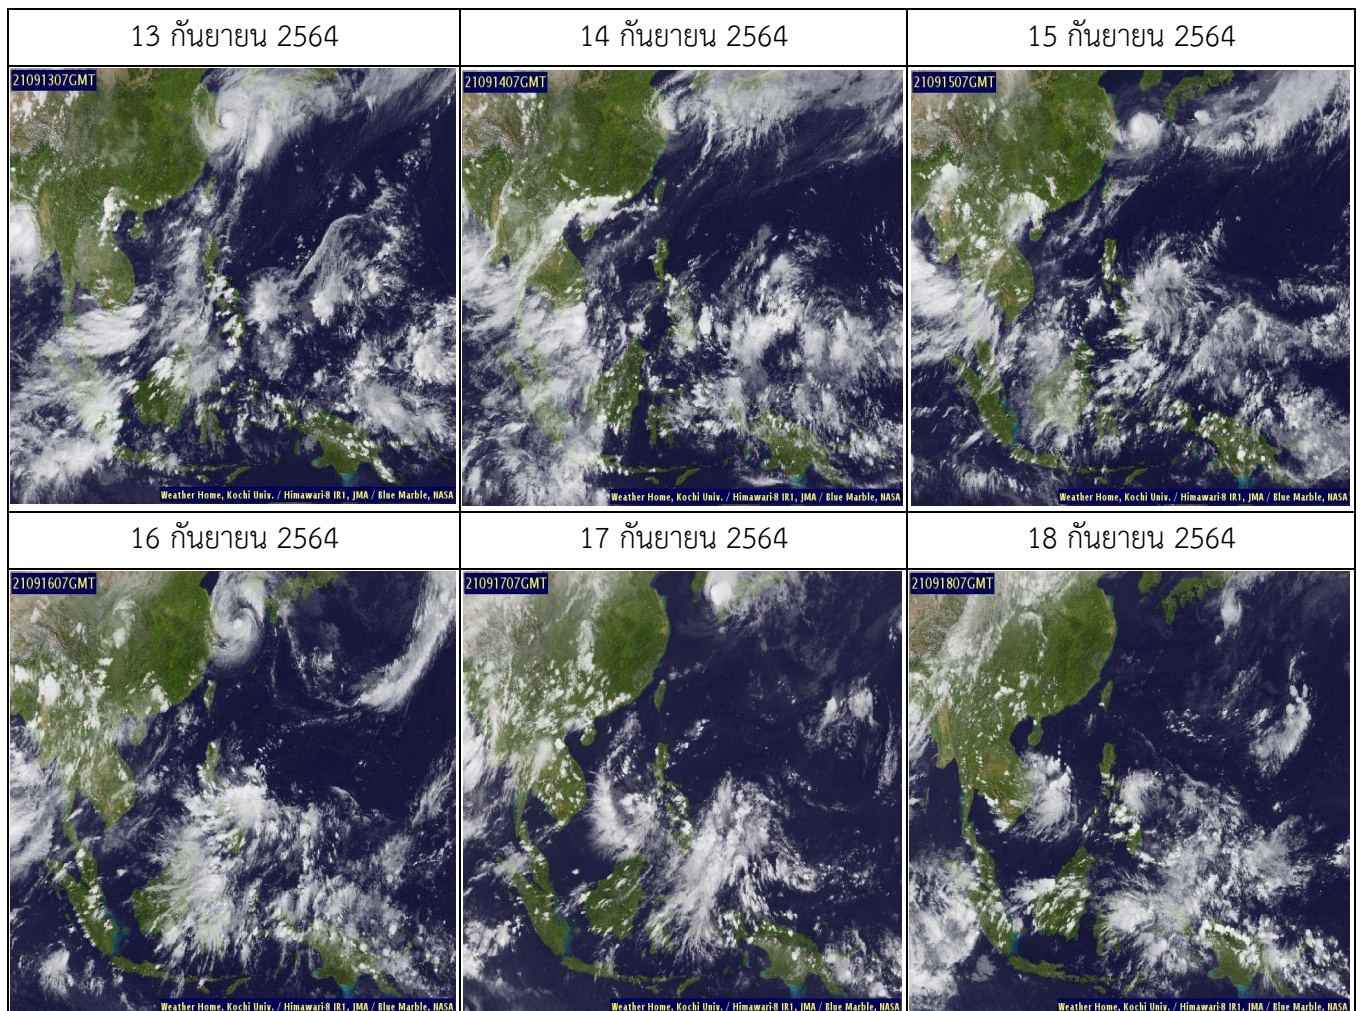 13 กันยายน 2564
14 กันยายน 2564
15 กันยายน 2564
21091307GMT
21091407GMT
21091507GMT
Weather Home, Kochi Univ. / Himawari-8 IR1, JMA / Blue Marble, NASA
Weather Home, Kochi Univ. / Himawari-8 IR1, JMA / Blue Marble, NASA
Weather Home, Kochi Univ. / Himawari-8 IR1, JMA / Blue Marble, NASA
16 กันยายน 2564
17 กันยายน 2564
18 กันยายน 2564
21091607GMT
21091707GMT
21091807GMT
Weather Home, Kochi Univ. / Himawari-8 IR1, JMA / Blue Marble, NASA
Weather Home, Kochi Univ. / Himawari-8 IR1, JMA / Blue Marble, NASA
Weather Home, Kochi Univ. / Himawari-8 IR1, JMA / Blue Marble, NASA